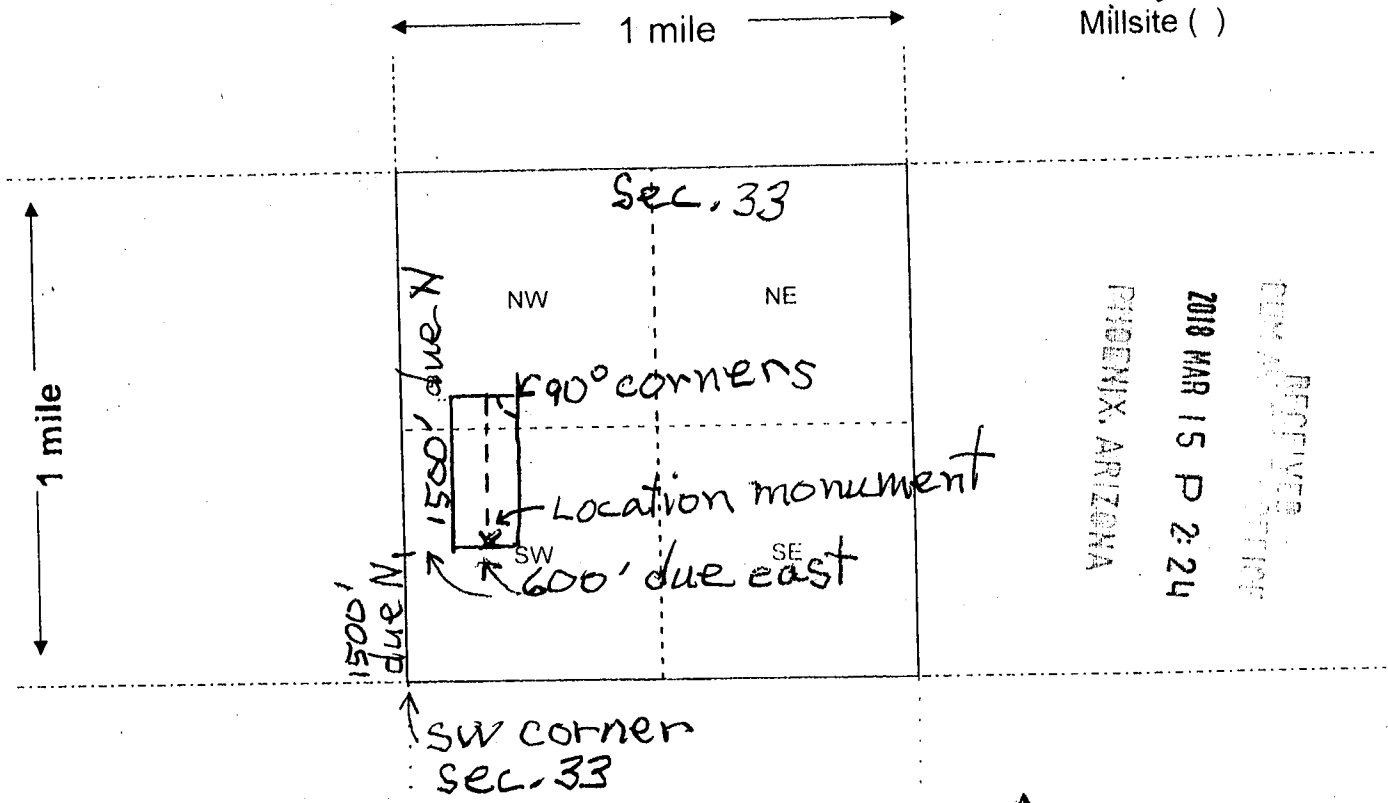 1 mile
Millsite ( )
Sec. 33
NW
NE
1 mile
1500' due N
90° corners
Location monument
SW
SE
600' due east
1500'
due N
SW corner
Sec. 33
RECEIVED
2018 MAR 15 P 2:24
PHOENIX, ARIZONA